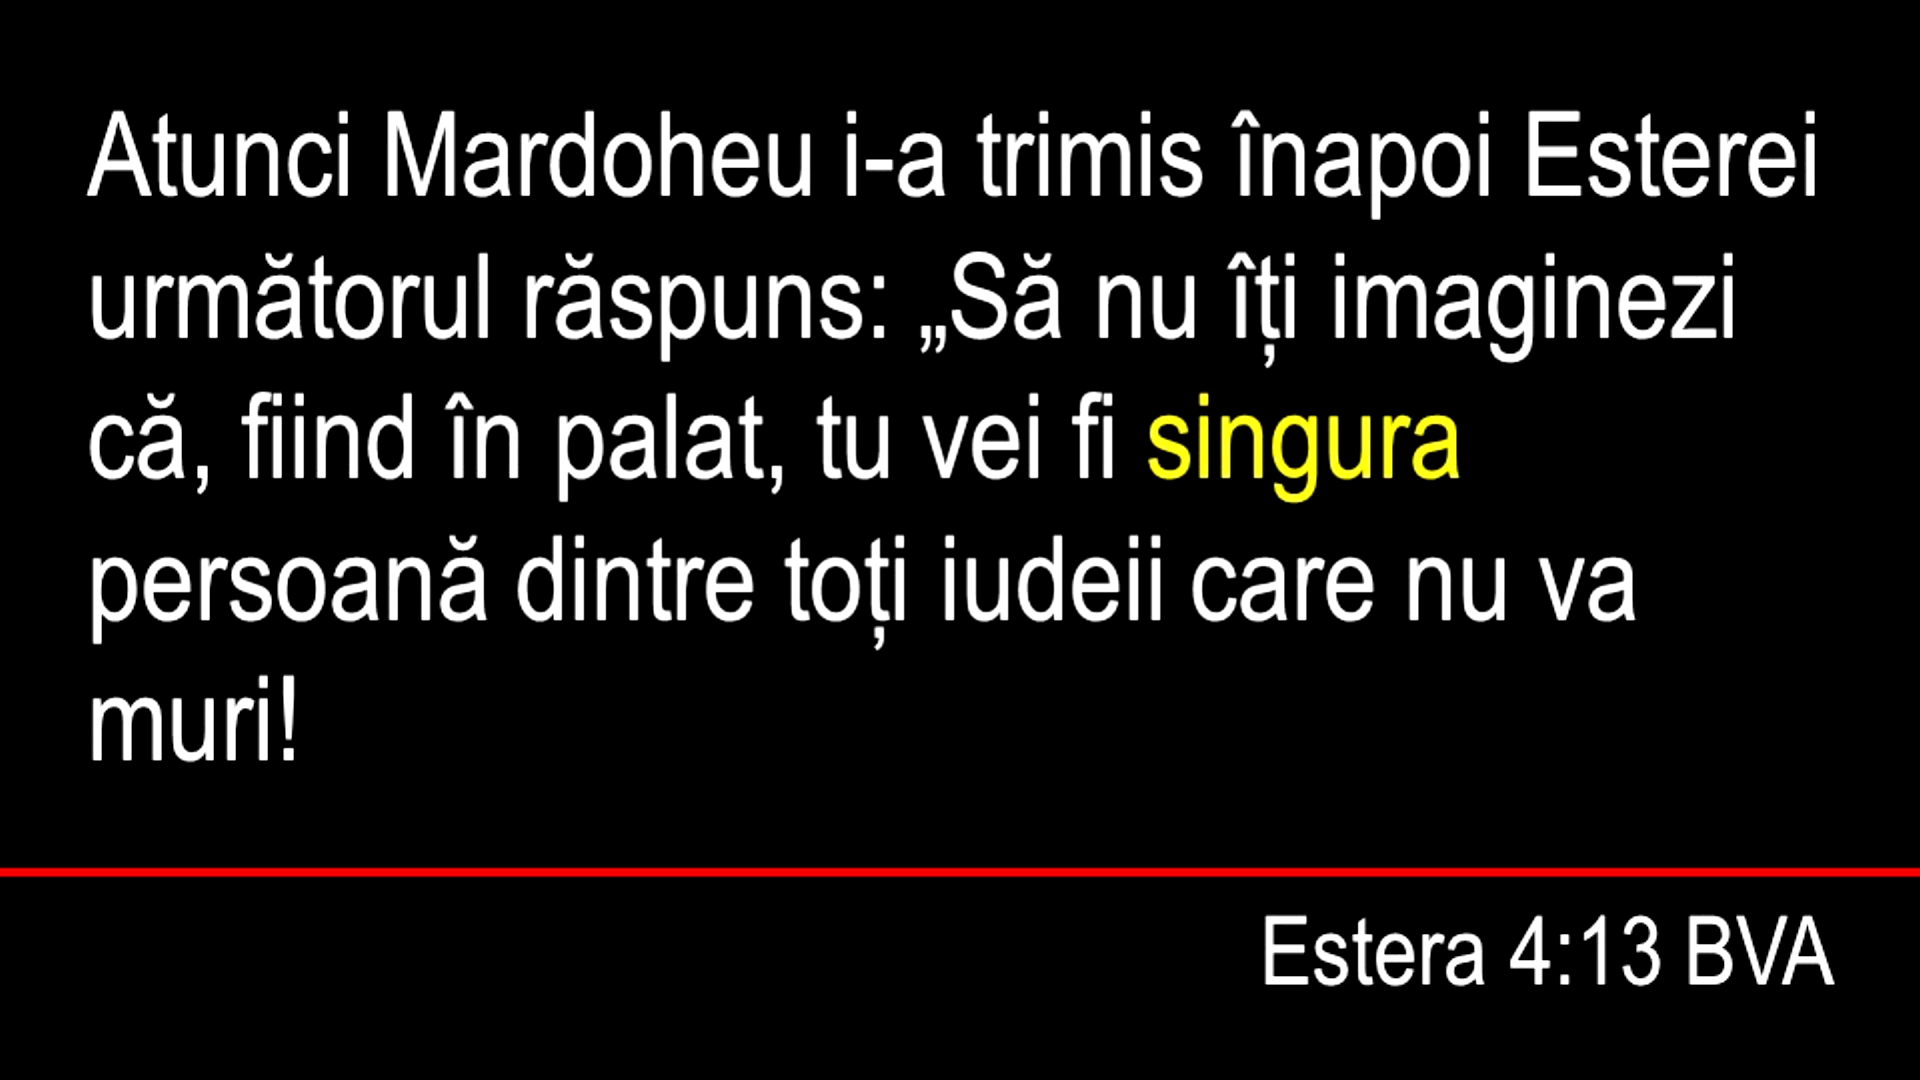 Atunci Mardoheu i-a trimis înapoi Esterei
următorul răspuns: „Să nu îți imaginezi
că, fiind în palat, tu vei fi singura
persoană dintre toți iudeii care nu va
muri!
Estera 4:13 BVA